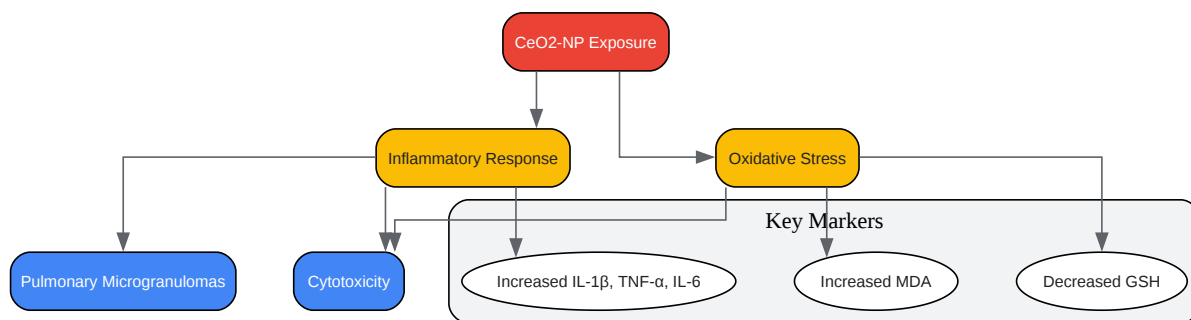 CeO2-NP Exposure
Inflammatory Response
Oxidative Stress
Key Markers
Pulmonary Microgranulomas
Cytotoxicity
Increased IL-1β, TNF-α, IL-6
Increased MDA
Decreased GSH